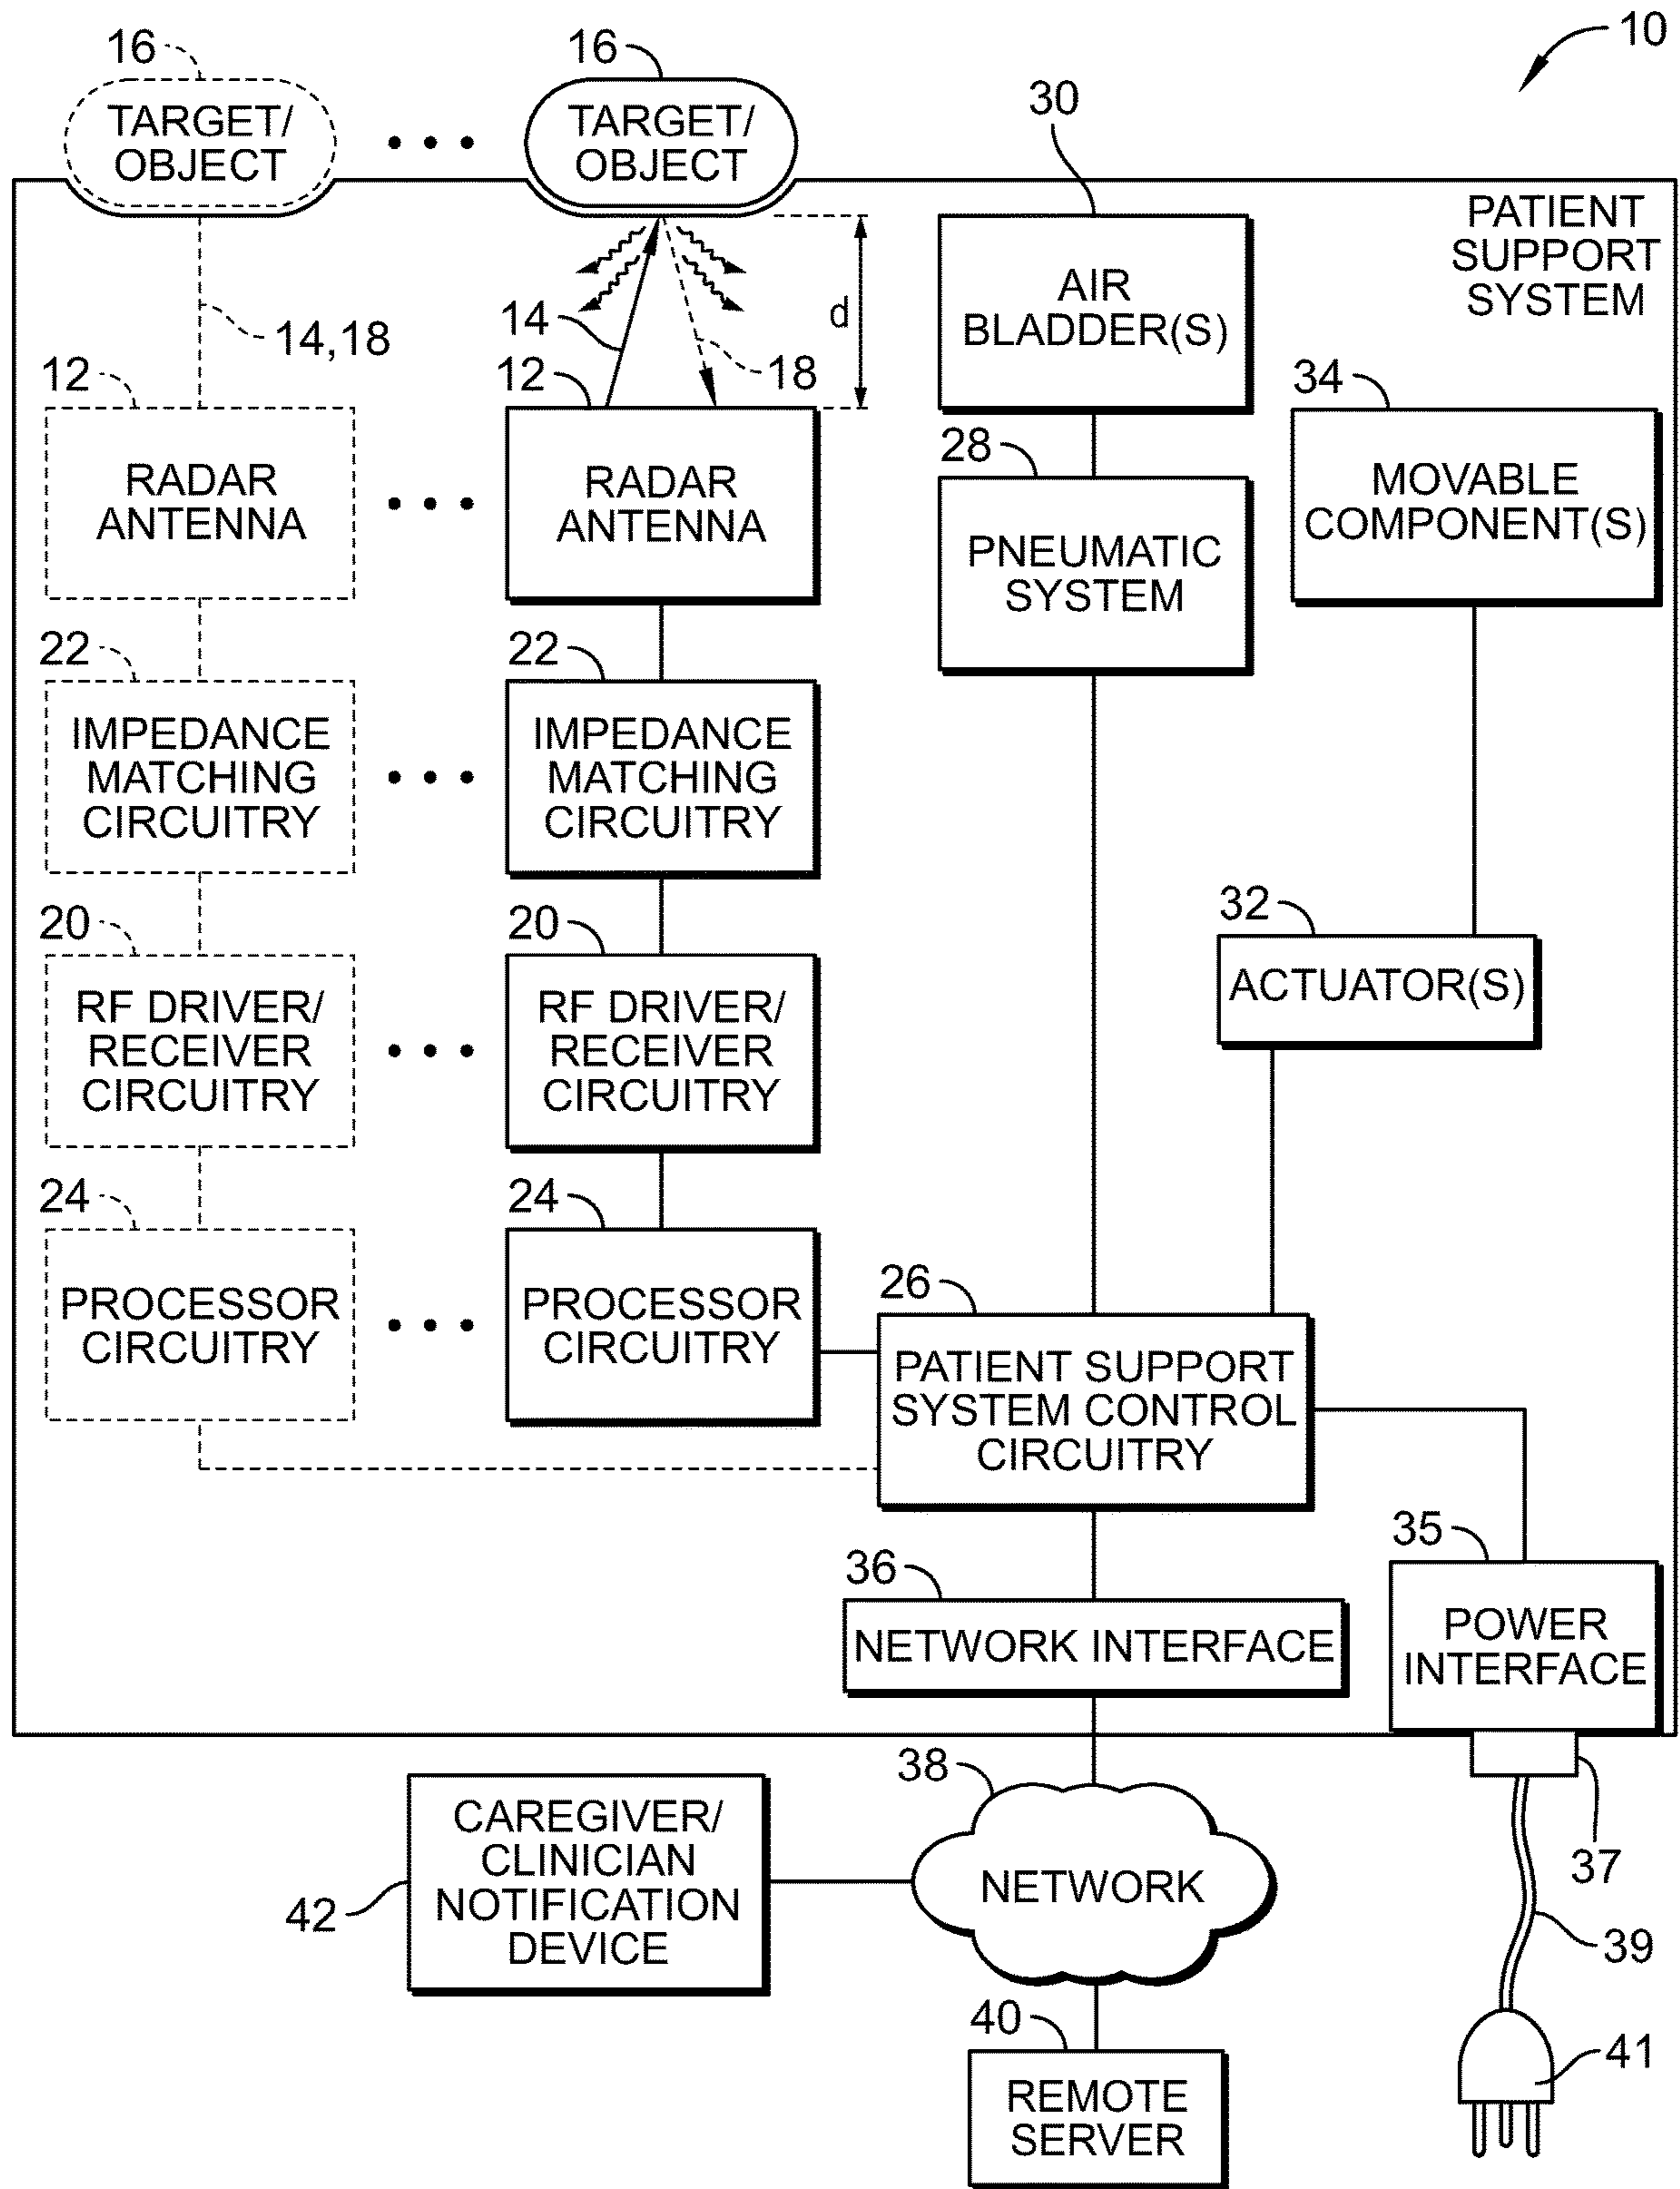 10
16
TARGET/
OBJECT
16
TARGET/
OBJECT
PATIENT
SUPPORT
SYSTEM
14,18
14
18
d
30
AIR
BLADDER(S)
12
RADAR
ANTENNA
12
RADAR
ANTENNA
28
PNEUMATIC
SYSTEM
34
MOVABLE
COMPONENT(S)
22
IMPEDANCE
MATCHING
CIRCUITRY
22
IMPEDANCE
MATCHING
CIRCUITRY
32
ACTUATOR(S)
20
RF DRIVER/
RECEIVER
CIRCUITRY
20
RF DRIVER/
RECEIVER
CIRCUITRY
24
PROCESSOR
CIRCUITRY
24
PROCESSOR
CIRCUITRY
26
PATIENT SUPPORT
SYSTEM CONTROL
CIRCUITRY
36
NETWORK INTERFACE
35
POWER
INTERFACE
37
39
41
38
NETWORK
42
CAREGIVER/
CLINICIAN
NOTIFICATION
DEVICE
40
REMOTE
SERVER